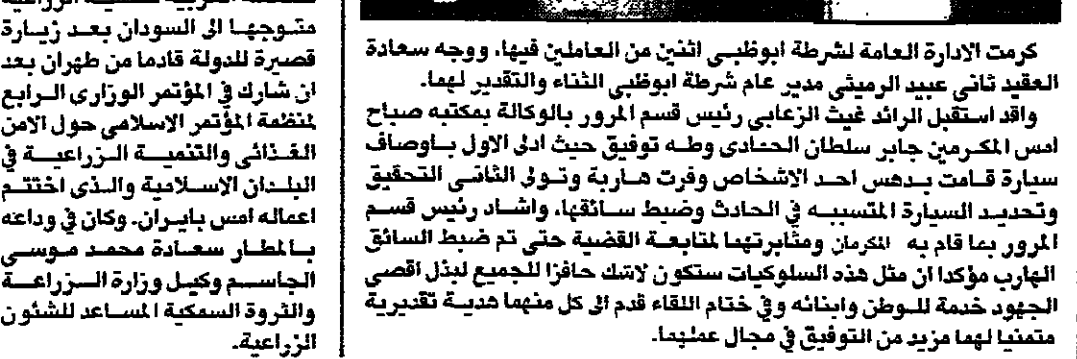 كرمت الادارة العامة لشرطة ابوظبـي اثنين من العاملين فيها، ووجه سعادة
العقيد ثاني عبيد الرميثي مدير عام شرطة ابوظبي الثناء والتقدير لهما.
واقد استقبل الرائد غيث الزعابي رئيس قسم المرور بالوكالة بمكتبه صباح
امس المكرمين جابر سلطان الحمادى وطه توفيق حيث ادلى الاول باوصاف
سيارة قامت بدهس احد الاشخاص وفرت هاربة وتولى الثاني التحقيق
وتحديد السيارة المتسببه في الحادث وضبط سائقها، واشاد رئيس قسم
المرور بما قام به المكرمان ومثابرتهما لمتابعة القضية حتى تم ضبط السائق
الهارب مؤكدا ان مثل هذه السلوكيات ستكون لاشك حافزا للجميع لبذل اقصى
الجهود خدمة للوطن وابنائه وفي ختام اللقاء قدم الى كل منهما هدية تقديرية
متمنيا لهما مزيد من التوفيق في مجال عملهما.
متوجها الى السودان بعد زيارة
قصيرة للدولة قادما من طهران بعد
ان شارك في المؤتمر الوزارى الرابع
لمنظمة المؤتمر الاسلامي حول الامن
الغذائى والتنمية الزراعية في
البلدان الاسلامية والذى اختتم
اعماله امس بايران. وكان في وداعه
بالمطار سعادة محمد موسى
الجاسم وكيل وزارة الزراعة
والثروة السمكية المساعد للشئون
الزراعية.